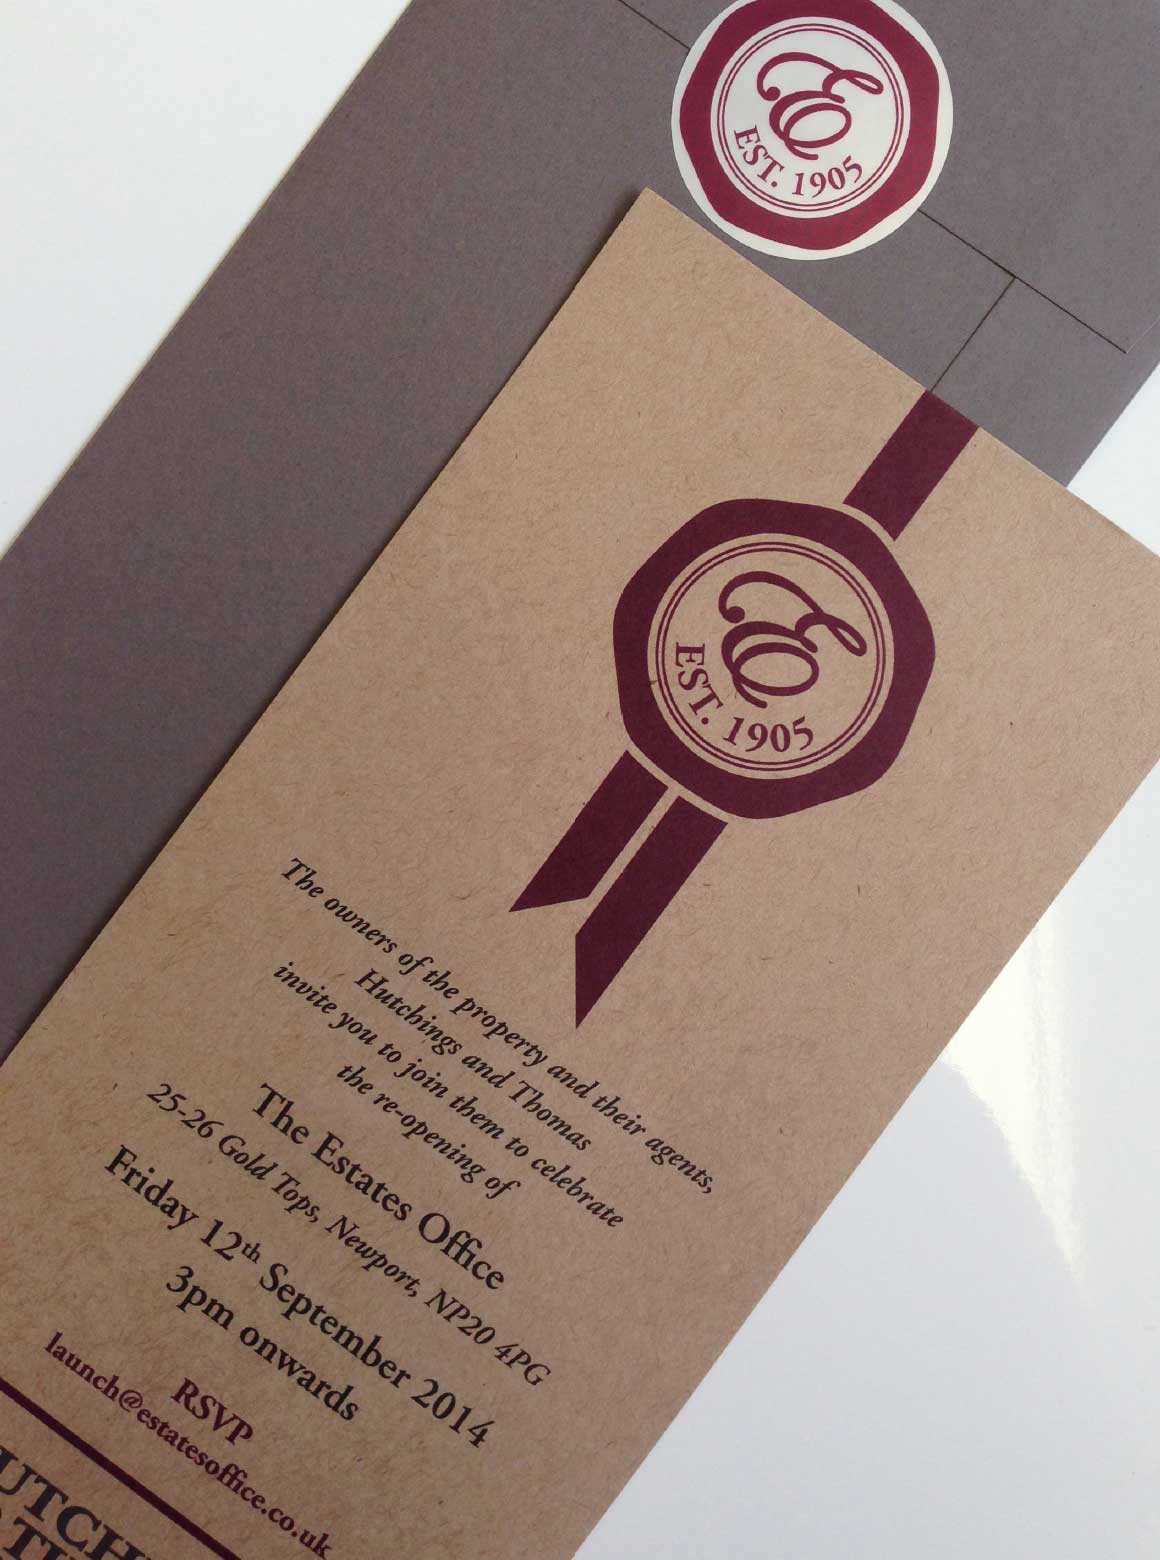 EO
EST. 1905
EO
EST. 1905
The owners of the property and their agents,
Hutchings and Thomas
invite you to join them to celebrate
the re-opening of
The Estates Office
25-26 Gold Tops, Newport, NP20 4PG
Friday 12th September 2014
3pm onwards
RSVP
launch@estatesoffice.co.uk